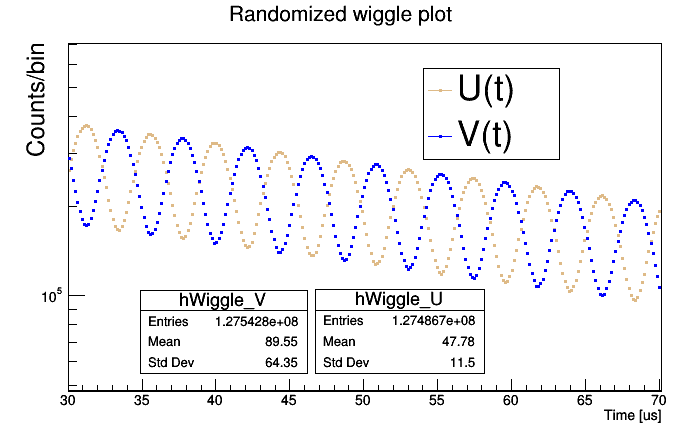 Randomized wiggle plot
Counts/bin
U(t)
V(t)
10^5
hWiggle_V
Entries 1.275428e+08
Mean 89.55
Std Dev 64.35
hWiggle_U
Entries 1.274867e+08
Mean 47.78
Std Dev 11.5
30 35 40 45 50 55 60 65 70
Time [us]